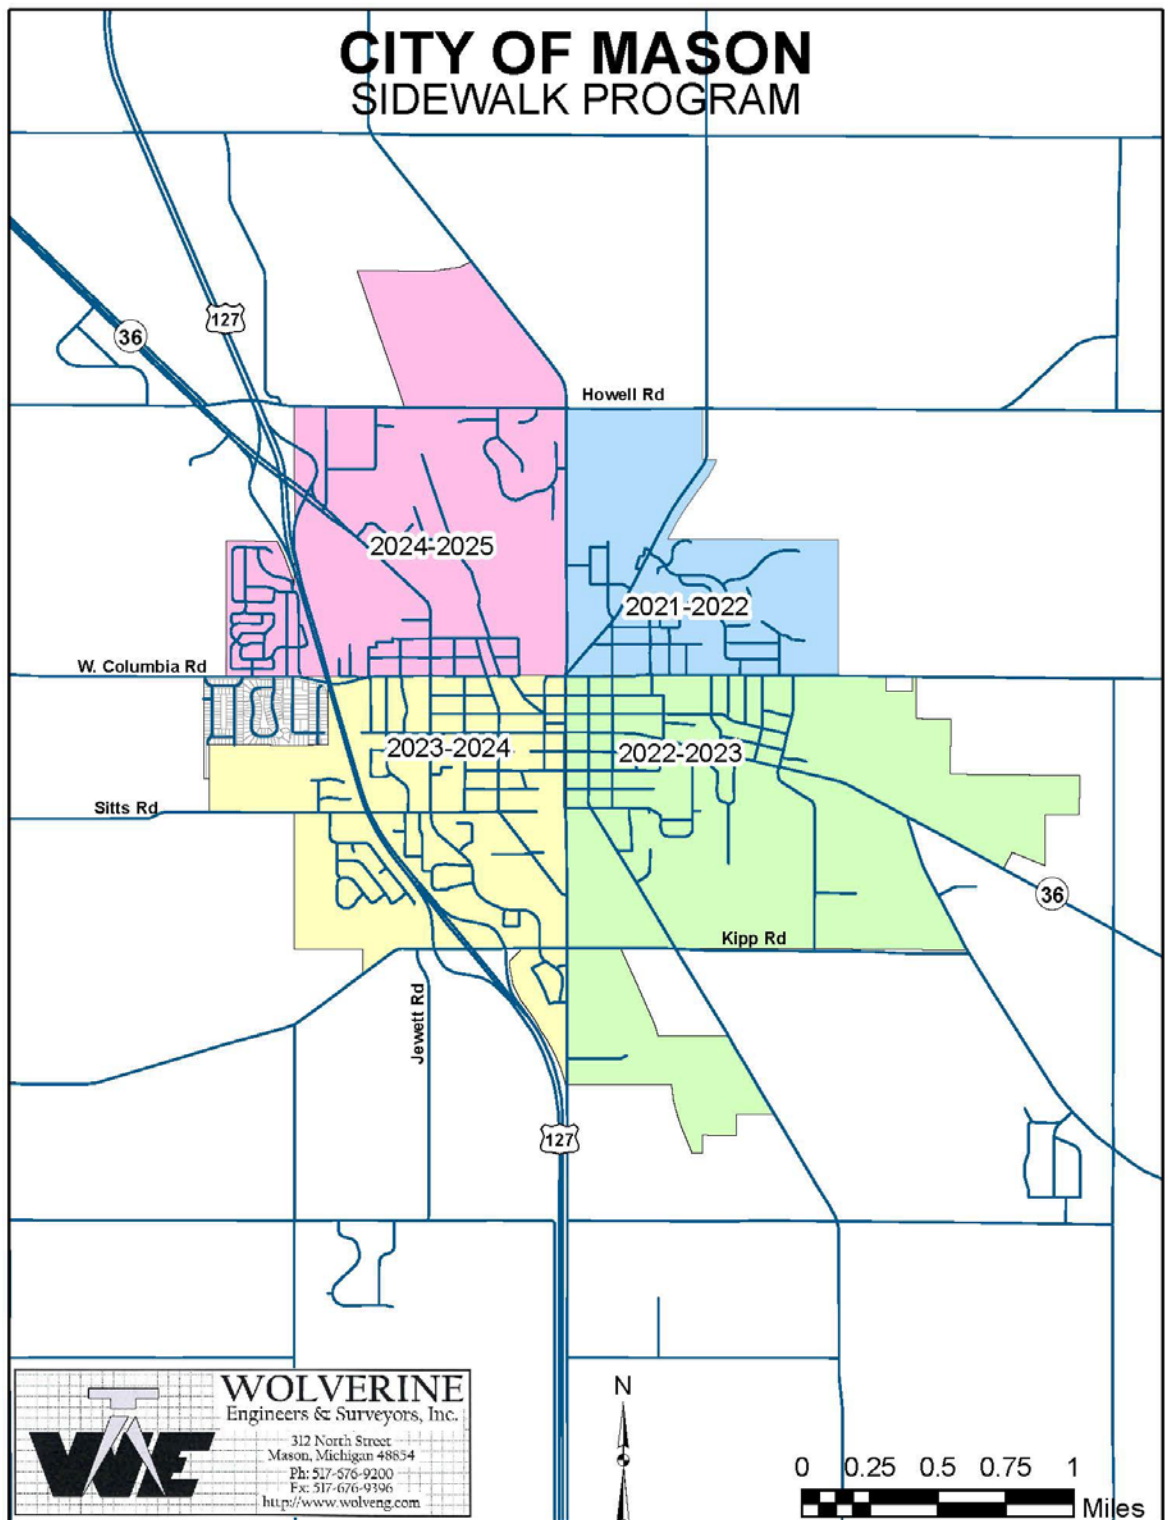 CITY OF MASON
SIDEWALK PROGRAM
127
36
Howell Rd
2024-2025
2021-2022
W. Columbia Rd
2023-2024
2022-2023
Sitts Rd
36
Kipp Rd
Jewett Rd
127
WOLVERINE
Engineers & Surveyors, Inc.
312 North Street
Mason, Michigan 48854
Ph: 517-676-9200
Fx: 517-676-9396
http://www.wolveng.com
WE
N
0 0.25 0.5 0.75 1
Miles